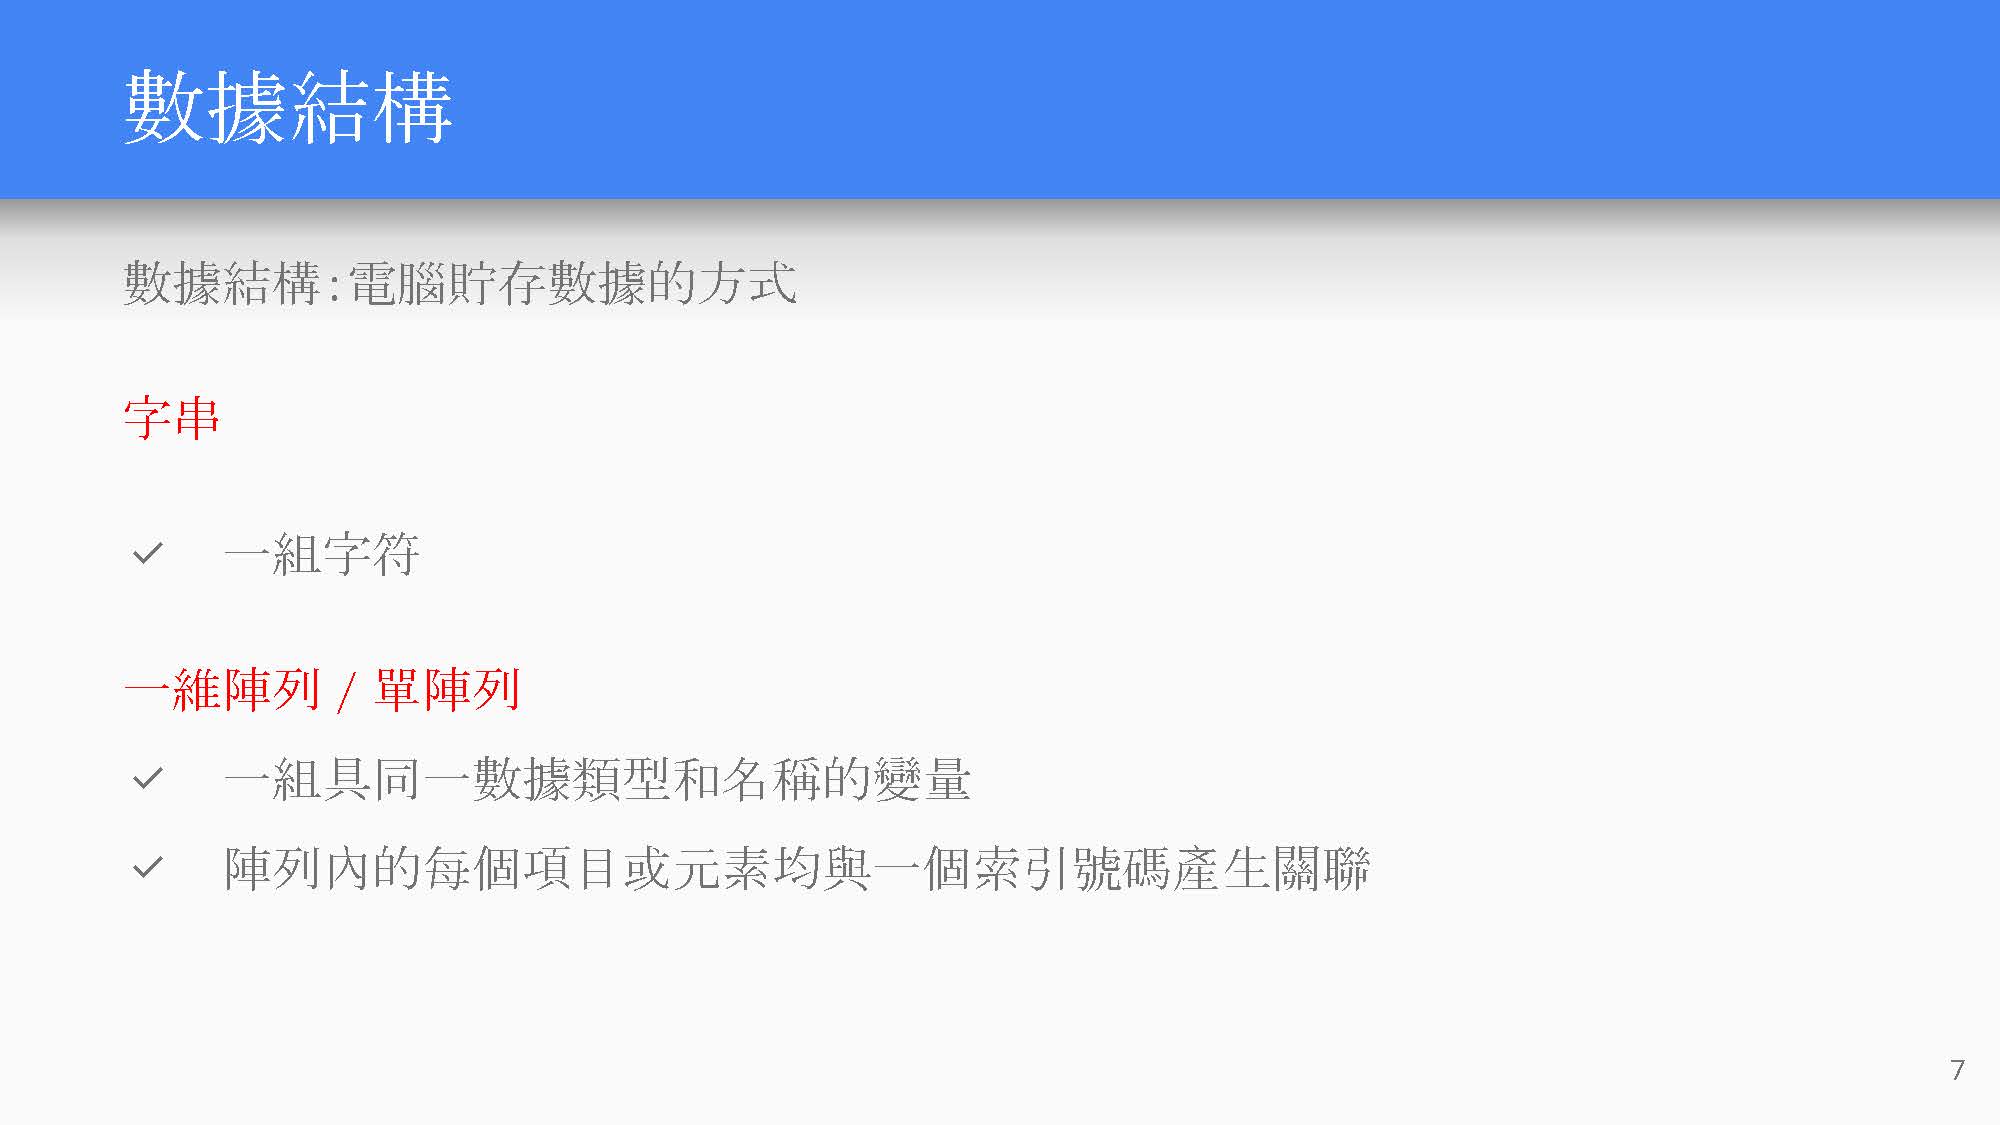 數據結構
數據結構：電腦貯存數據的方式
字串
✓ 一組字符
一維陣列 / 單陣列
✓ 一組具同一數據類型和名稱的變量
✓ 陣列內的每個項目或元素均與一個索引號碼產生關聯
7